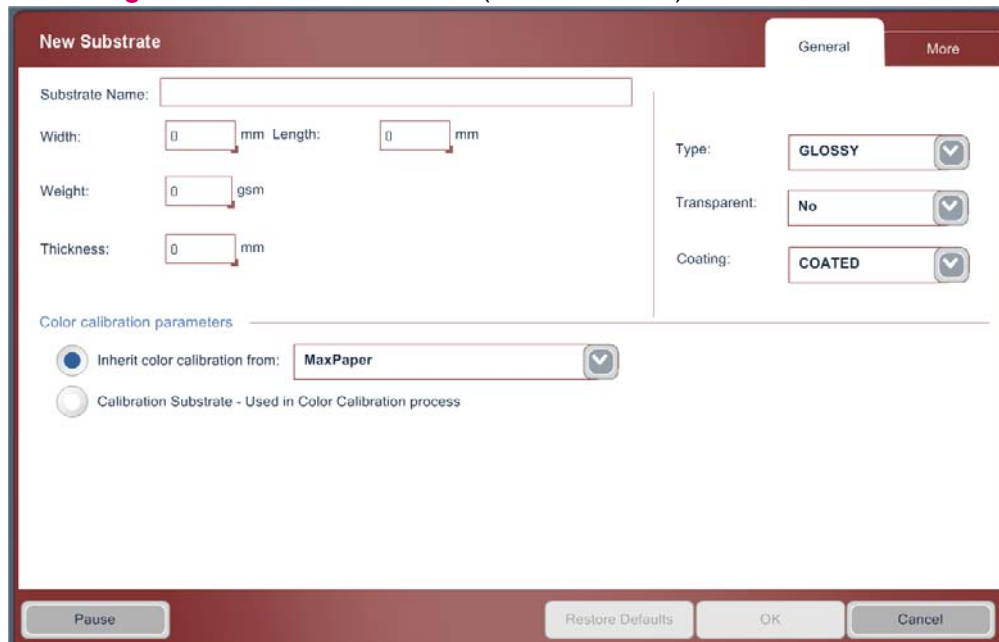 New Substrate
General
More
Substrate Name:
Width: 0 mm Length: 0 mm
Weight: 0 gsm
Thickness: 0 mm
Type: GLOSSY
Transparent: No
Coating: COATED
Color calibration parameters
Inherit color calibration from: MaxPaper
Calibration Substrate - Used in Color Calibration process
Pause
Restore Defaults
OK
Cancel